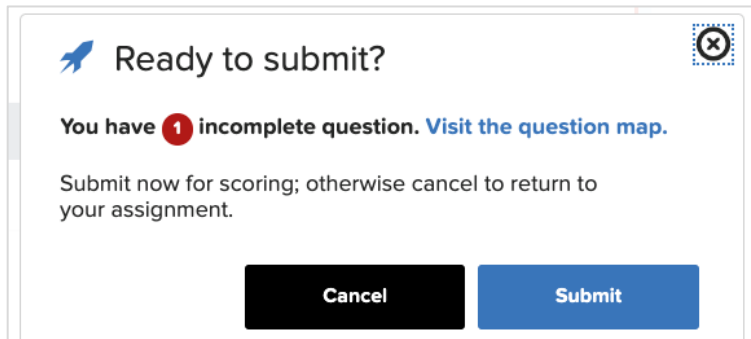 Ready to submit?
You have 1 incomplete question. Visit the question map.
Submit now for scoring; otherwise cancel to return to
your assignment.
Cancel
Submit